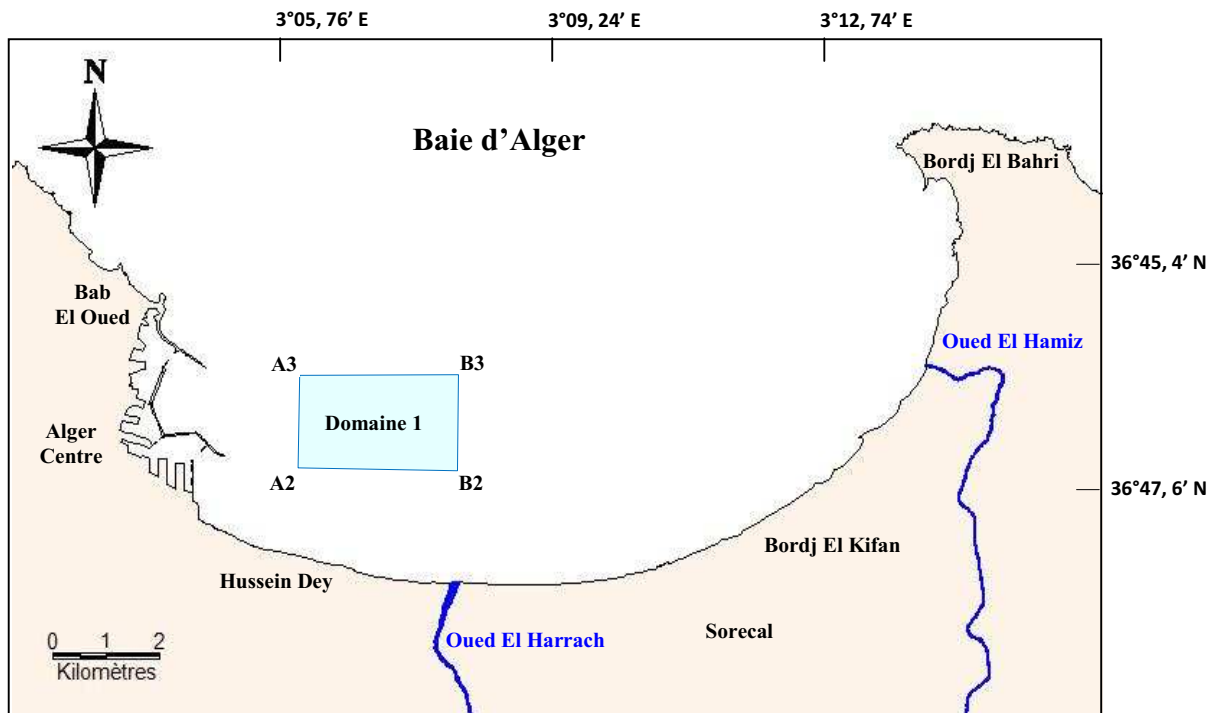 3°05, 76’ E
3°09, 24’ E
3°12, 74’ E
N
Baie d’Alger
Bordj El Bahri
36°45, 4’ N
Bab
El Oued
Oued El Hamiz
A3
B3
Domaine 1
Alger
Centre
A2
B2
36°47, 6’ N
Bordj El Kifan
Hussein Dey
Sorecal
Oued El Harrach
0 1 2
Kilomètres